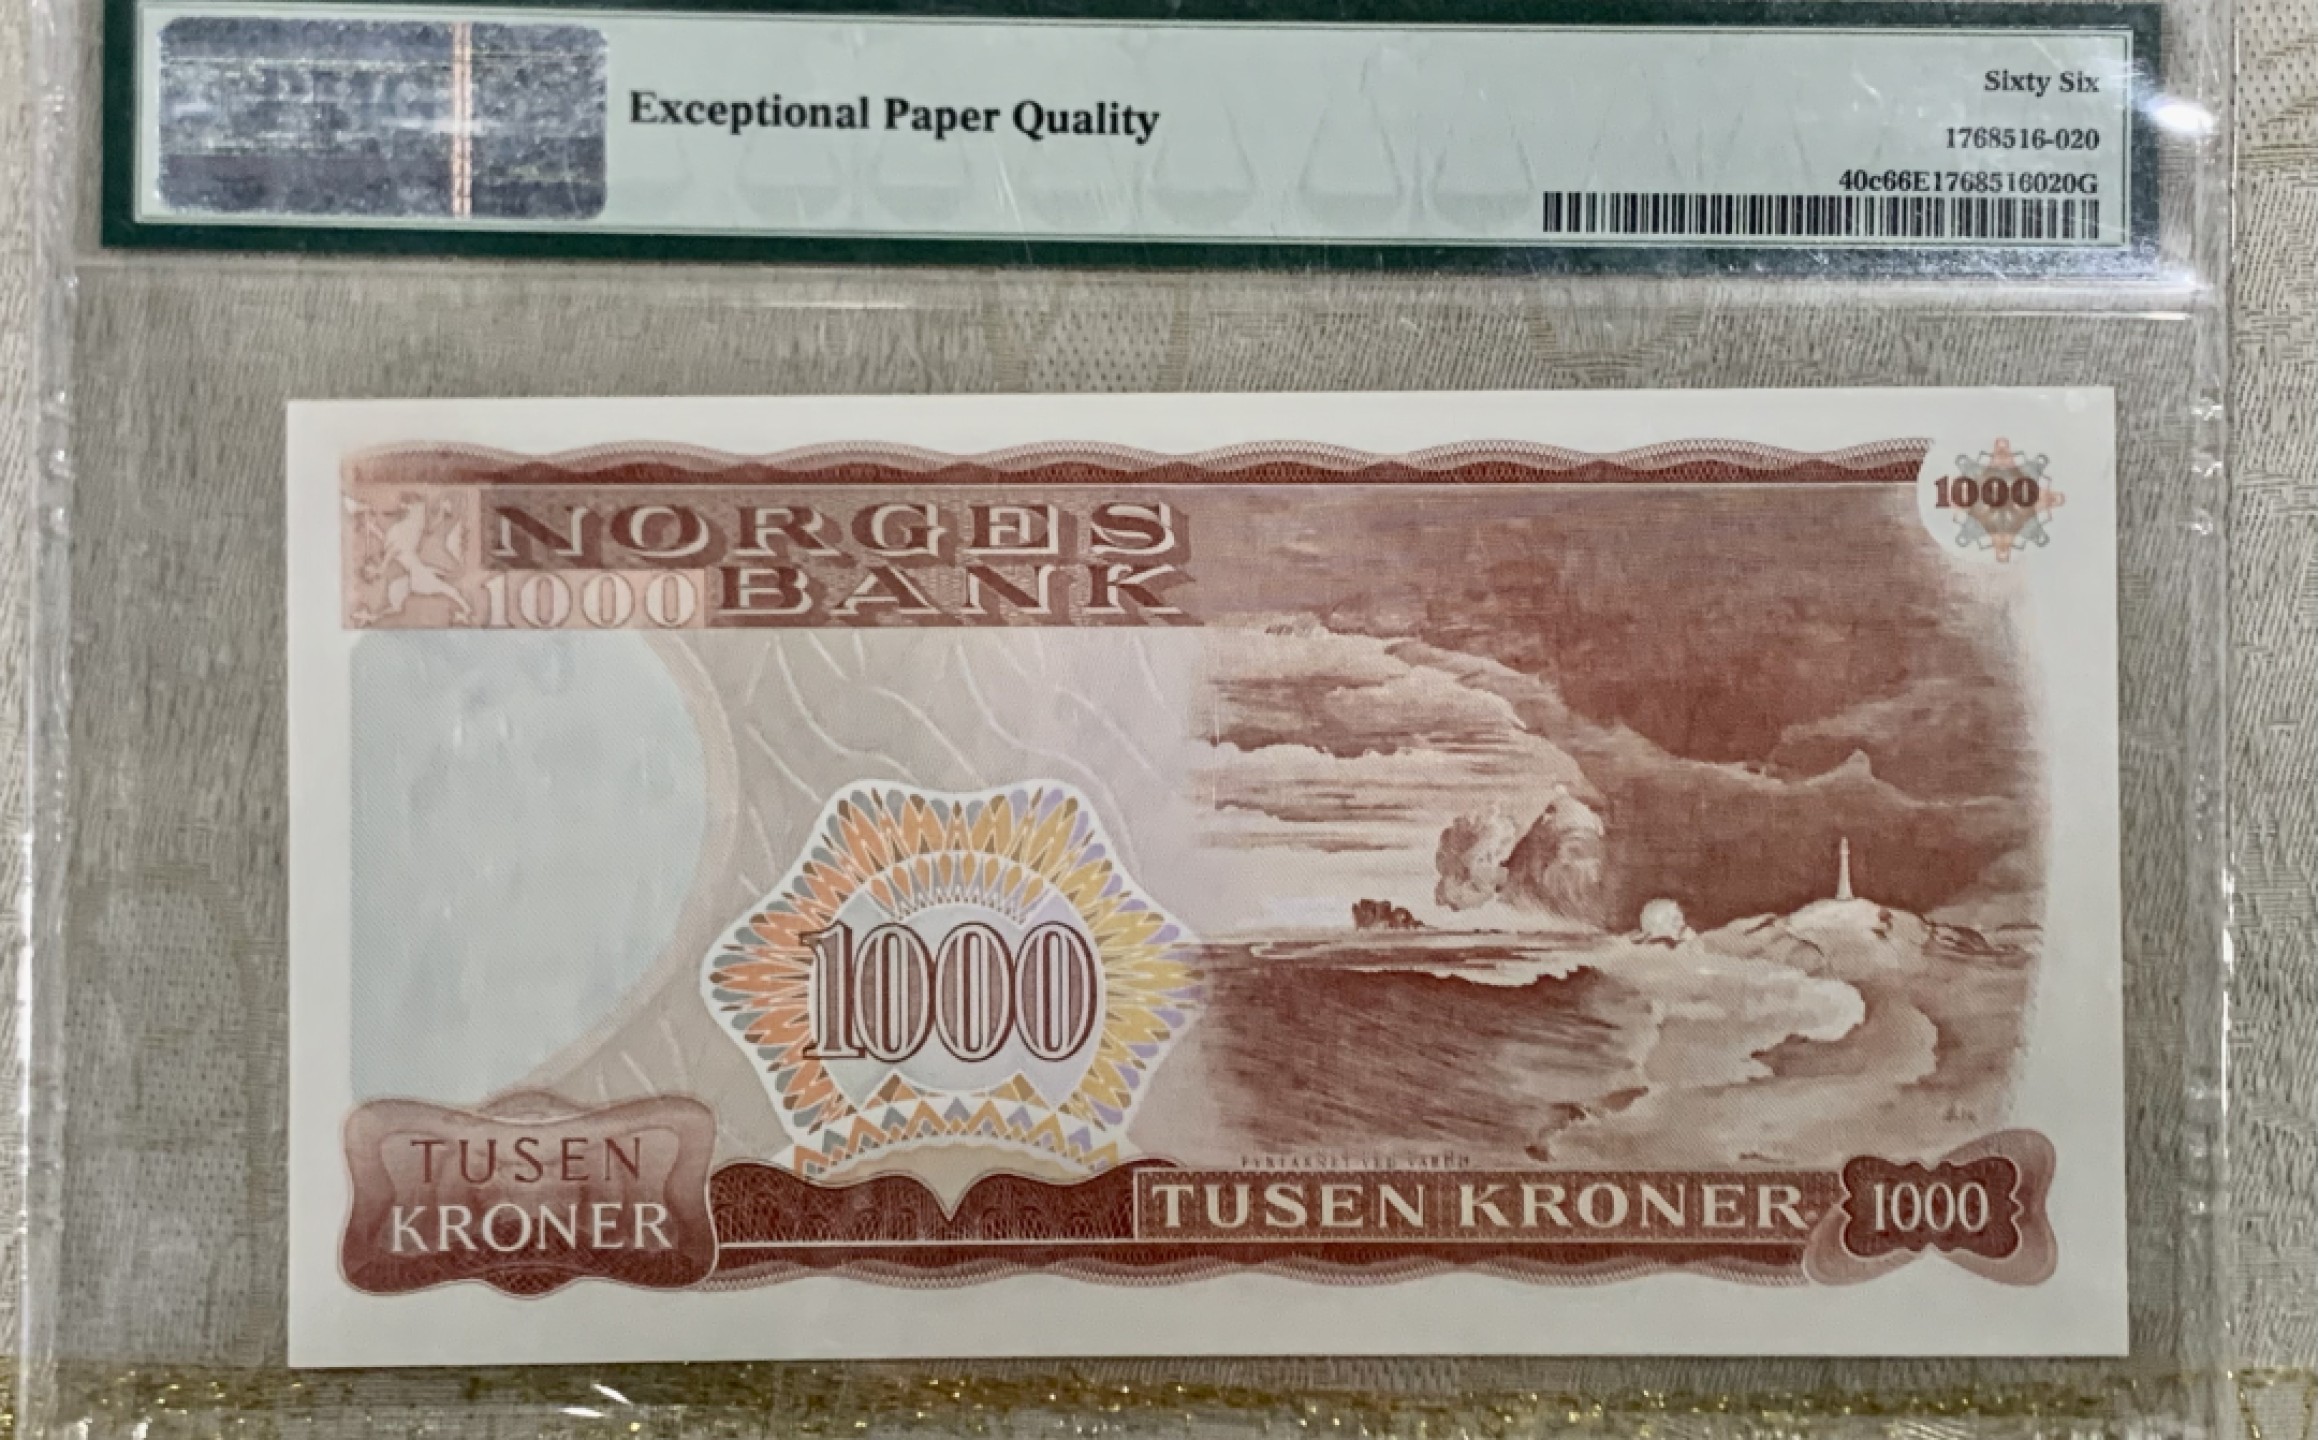 Exceptional Paper Quality
Sixty Six
1768516-020
40c66E1768516020G
1000
NORGES
1000 BANK
1000
TUSEN
KRONER
TUSEN KRONER
1000